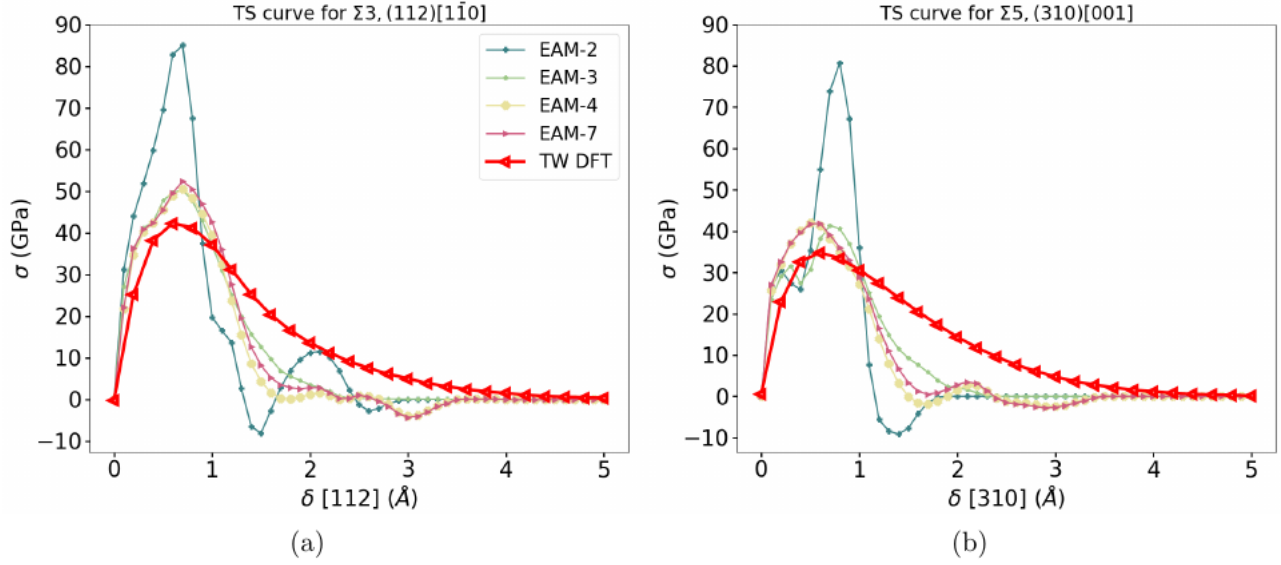 TS curve for Σ3, (112)[11̄0]
90
80
70
60
50
40
30
20
10
0
−10
σ (GPa)
EAM-2
EAM-3
EAM-4
EAM-7
TW DFT
0 1 2 3 4 5
δ [112] (Å)
(a)
TS curve for Σ5, (310)[001]
90
80
70
60
50
40
30
20
10
0
−10
σ (GPa)
0 1 2 3 4 5
δ [310] (Å)
(b)